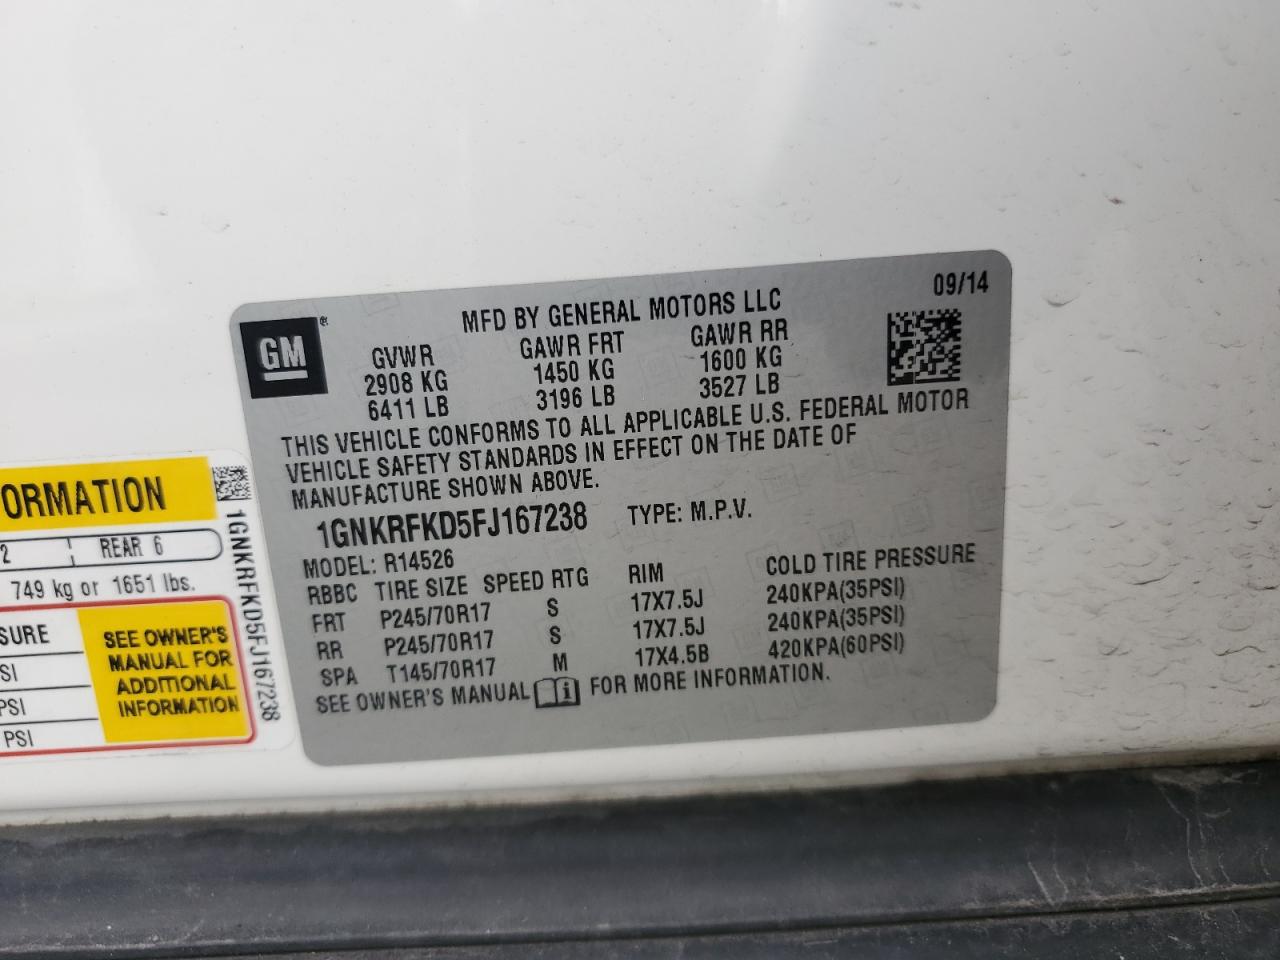 09/14
MFD BY GENERAL MOTORS LLC
GM®
GVWR GAWR FRT GAWR RR
2908 KG 1450 KG 1600 KG
6411 LB 3196 LB 3527 LB
THIS VEHICLE CONFORMS TO ALL APPLICABLE U.S. FEDERAL MOTOR
VEHICLE SAFETY STANDARDS IN EFFECT ON THE DATE OF
MANUFACTURE SHOWN ABOVE.
1GNKRFKD5FJ167238 TYPE: M.P.V.
MODEL: R14526
RBBC TIRE SIZE SPEED RTG RIM COLD TIRE PRESSURE
FRT P245/70R17 S 17X7.5J 240KPA(35PSI)
RR P245/70R17 S 17X7.5J 240KPA(35PSI)
SPA T145/70R17 M 17X4.5B 420KPA(60PSI)
SEE OWNER'S MANUAL FOR MORE INFORMATION.
ORMATION
2 REAR 6
749 kg or 1651 lbs.
SURE
SI
PSI
PSI
SEE OWNER'S
MANUAL FOR
ADDITIONAL
INFORMATION
1GNKRFKD5FJ167238